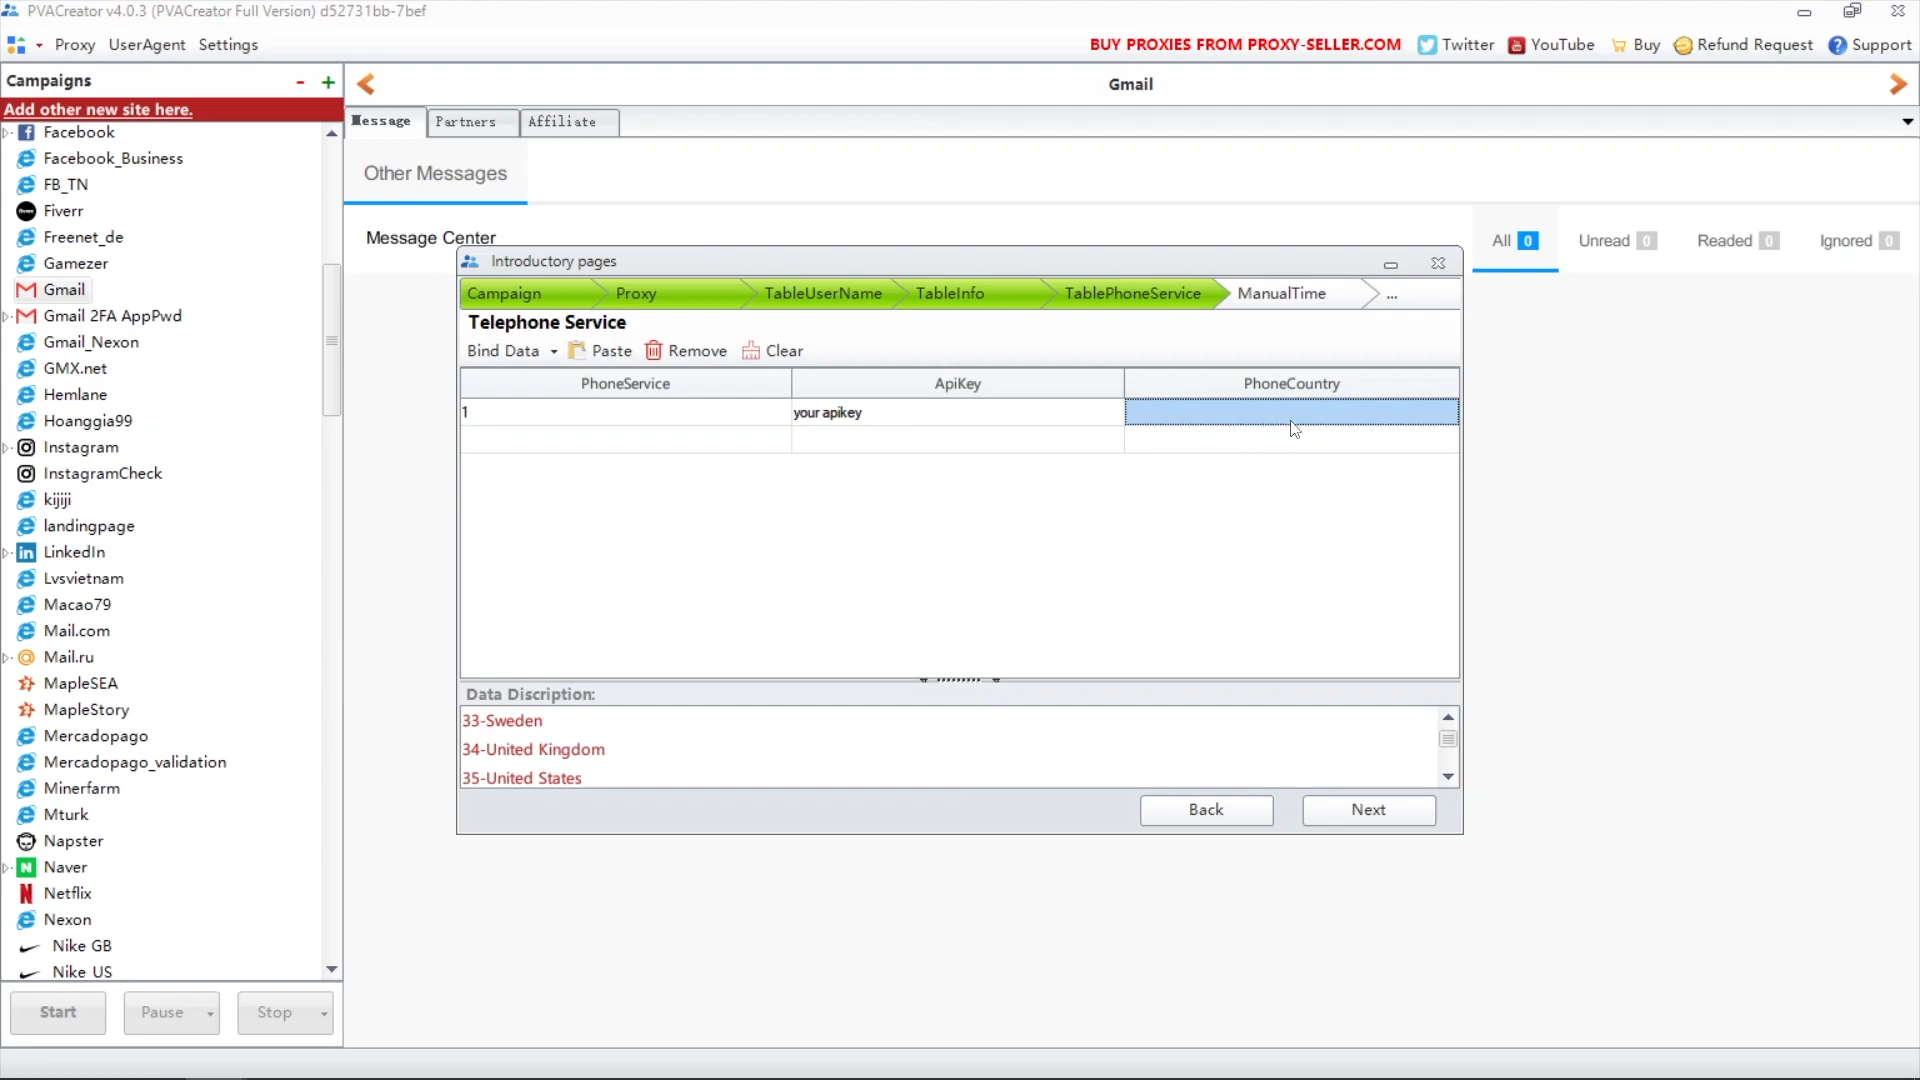 PVACreator v4.0.3 (PVACreator Full Version) d52731bb-7bef
Proxy UserAgent Settings
BUY PROXIES FROM PROXY-SELLER.COM Twitter YouTube Buy Refund Request Support
Campaigns - +
Gmail
Add other new site here.
Message Partners Affiliate
Facebook
Facebook_Business
FB_TN
Fiverr
Freenet_de
Gamezer
Gmail
Gmail 2FA AppPwd
Gmail_Nexon
GMX.net
Hemlane
Hoanggia99
Instagram
InstagramCheck
kijiji
landingpage
LinkedIn
Lvsvietnam
Macao79
Mail.com
Mail.ru
MapleSEA
MapleStory
Mercadopago
Mercadopago_validation
Minerfarm
Mturk
Napster
Naver
Netflix
Nexon
Nike GB
Nike US
Start Pause Stop
Other Messages
Message Center
All 0 Unread 0 Readed 0 Ignored 0
Introductory pages
Campaign Proxy TableUserName TableInfo TablePhoneService ManualTime ...
Telephone Service
Bind Data Paste Remove Clear
PhoneService ApiKey PhoneCountry
1 your apikey
Data Discription:
33-Sweden
34-United Kingdom
35-United States
Back Next